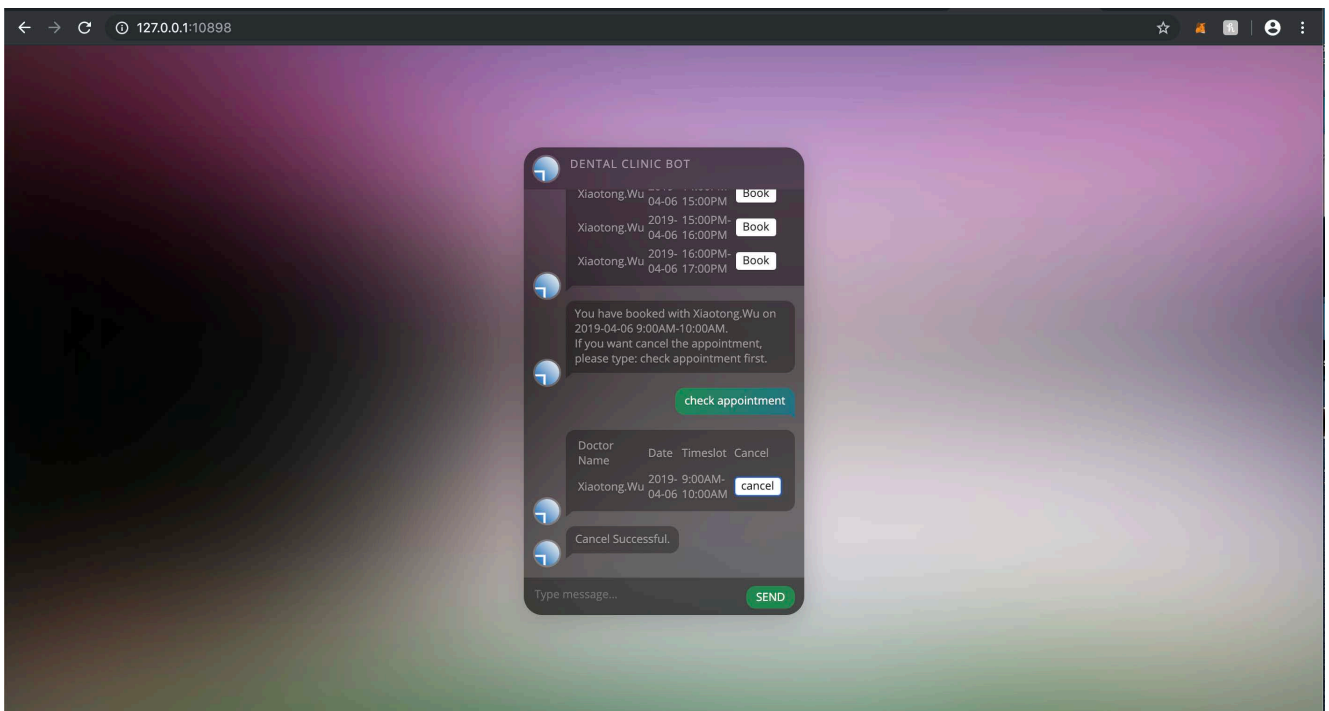 127.0.0.1:10898
DENTAL CLINIC BOT
Xiaotong.Wu 04-06 15:00PM Book
2019- 15:00PM-
Xiaotong.Wu 04-06 16:00PM Book
2019- 16:00PM-
Xiaotong.Wu 04-06 17:00PM Book
You have booked with Xiaotong.Wu on
2019-04-06 9:00AM-10:00AM.
If you want cancel the appointment,
please type: check appointment first.
check appointment
Doctor
Name Date Timeslot Cancel
2019- 9:00AM-
Xiaotong.Wu 04-06 10:00AM cancel
Cancel Successful.
Type message... SEND